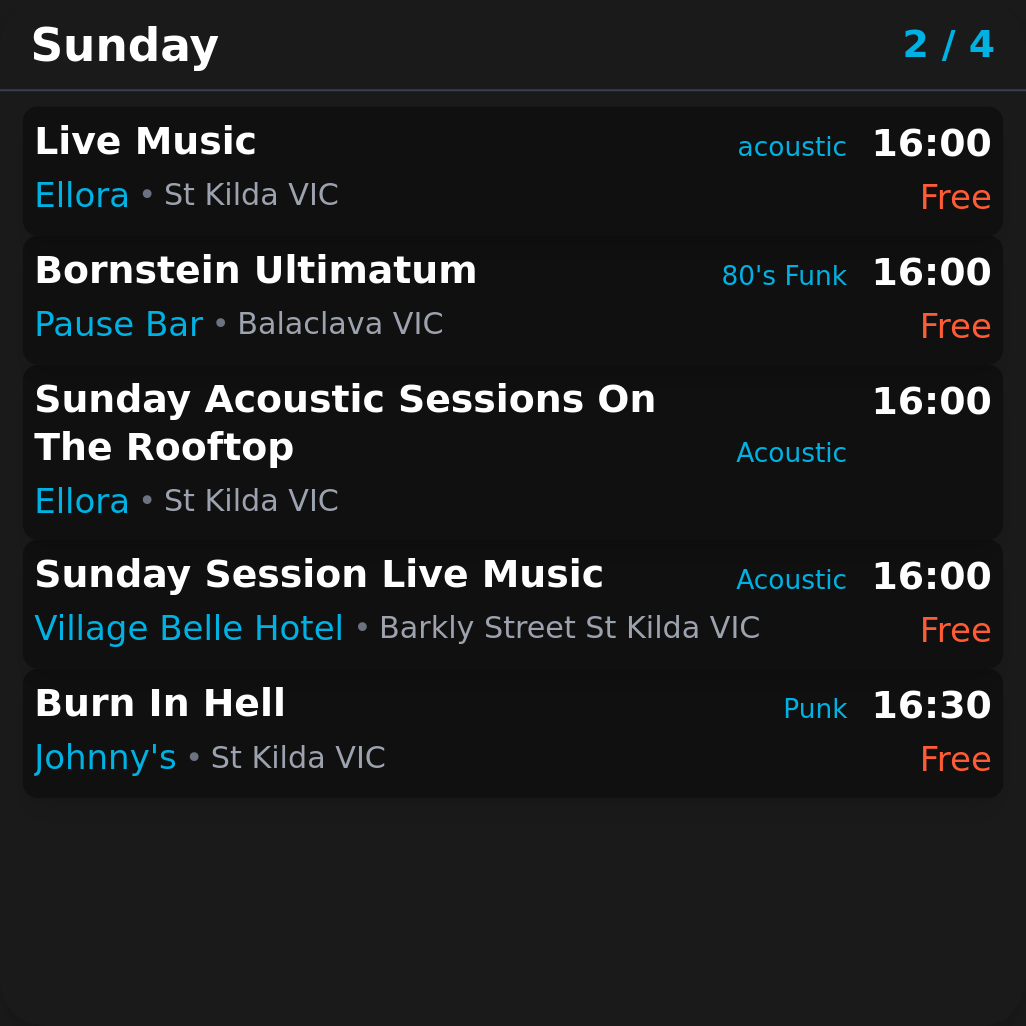 Sunday
2 / 4
Live Music
acoustic
16:00
Ellora • St Kilda VIC
Free
Bornstein Ultimatum
80's Funk
16:00
Pause Bar • Balaclava VIC
Free
Sunday Acoustic Sessions On
The Rooftop
Acoustic
16:00
Ellora • St Kilda VIC
Sunday Session Live Music
Acoustic
16:00
Village Belle Hotel • Barkly Street St Kilda VIC
Free
Burn In Hell
Punk
16:30
Johnny's • St Kilda VIC
Free